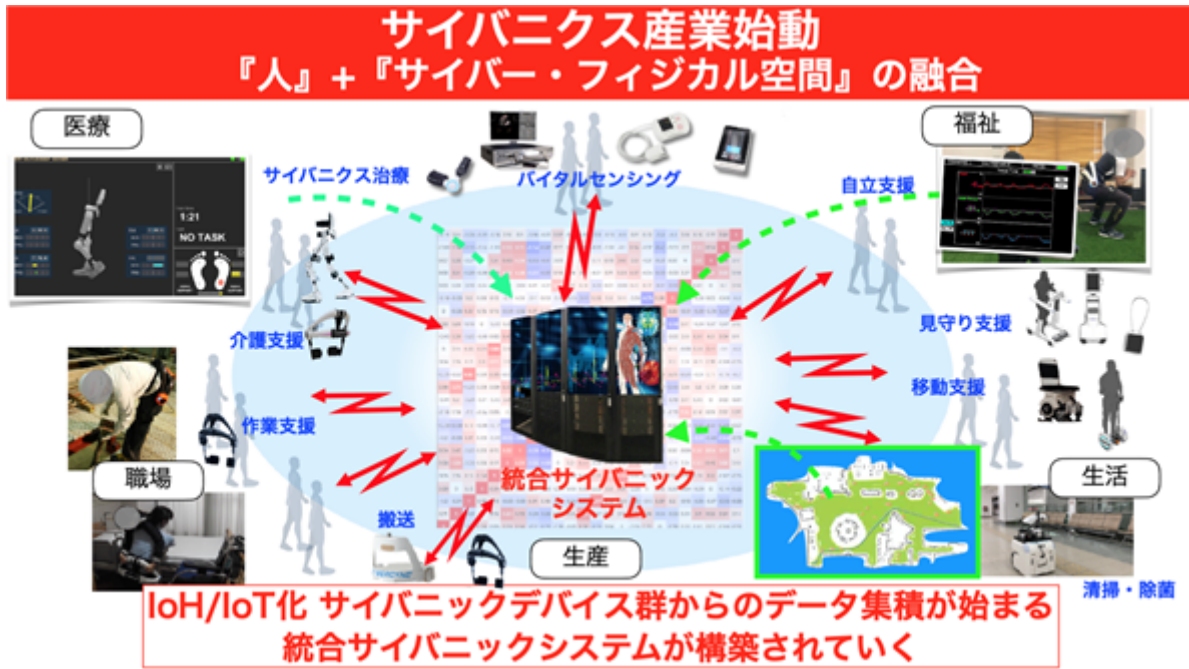 サイバニクス産業始動
『人』+『サイバー・フィジカル空間』の融合
医療
福祉
サイバニクス治療
バイタルセンシング
自立支援
1:21
NO TASK
介護支援
見守り支援
移動支援
作業支援
職場
統合サイバニック
システム
生活
搬送
生産
清掃・除菌
IoH/IoT化 サイバニックデバイス群からのデータ集積が始まる
統合サイバニックシステムが構築されていく